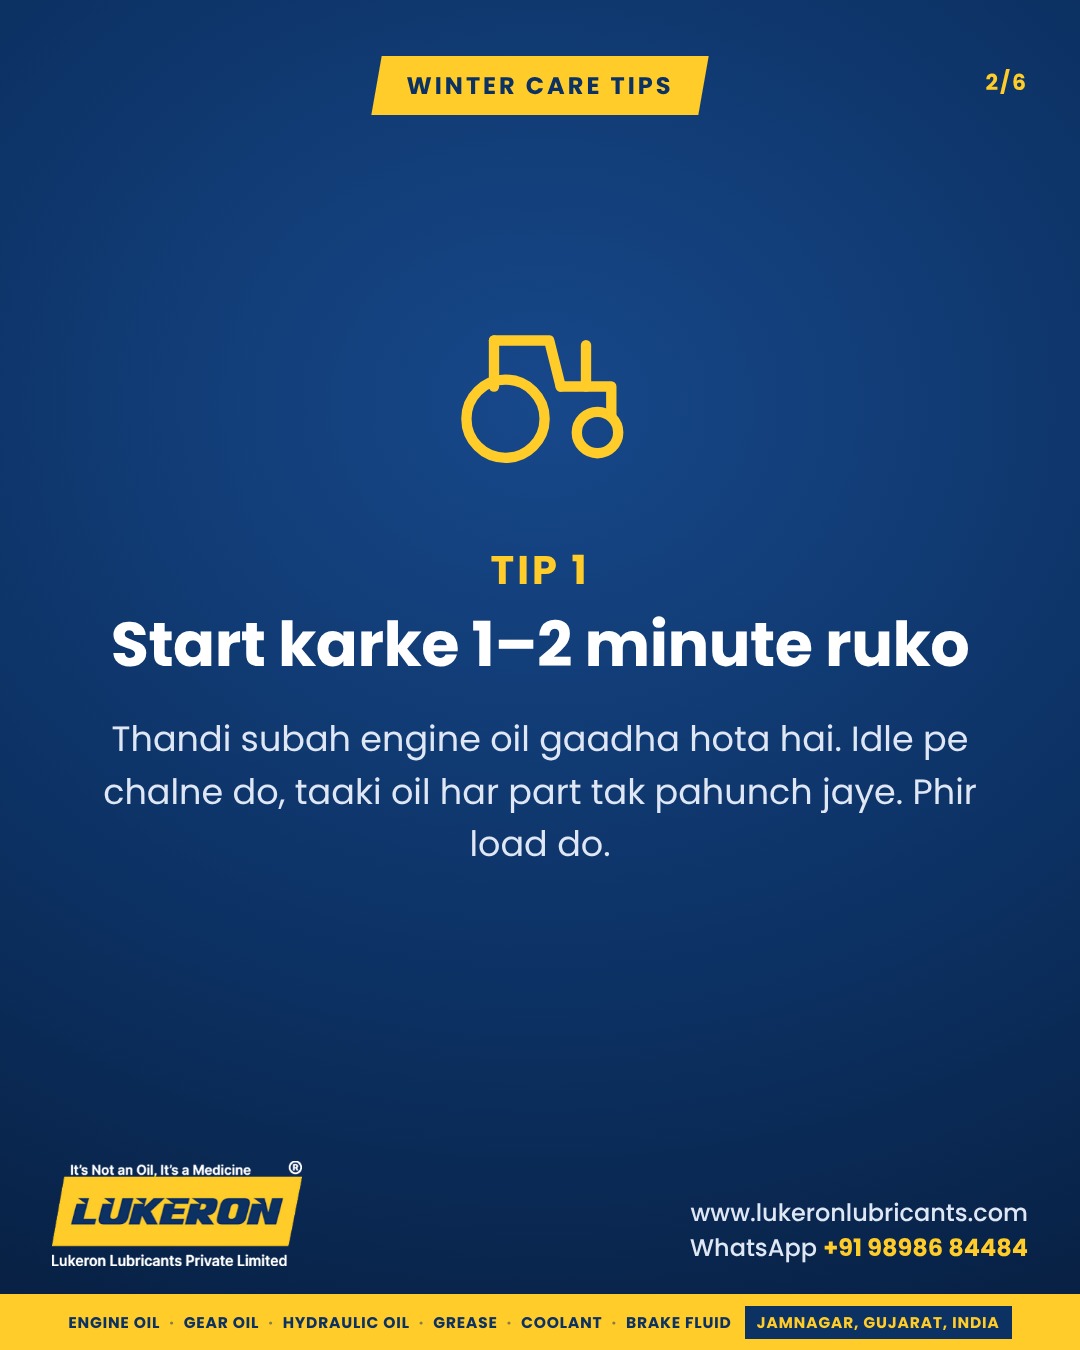 WINTER CARE TIPS
2/6
TIP 1
Start karke 1–2 minute ruko
Thandi subah engine oil gaadha hota hai. Idle pe
chalne do, taaki oil har part tak pahunch jaye. Phir
load do.
It's Not an Oil, It's a Medicine ®
LUKERON
Lukeron Lubricants Private Limited
www.lukeronlubricants.com
WhatsApp +91 98986 84484
ENGINE OIL · GEAR OIL · HYDRAULIC OIL · GREASE · COOLANT · BRAKE FLUID JAMNAGAR, GUJARAT, INDIA